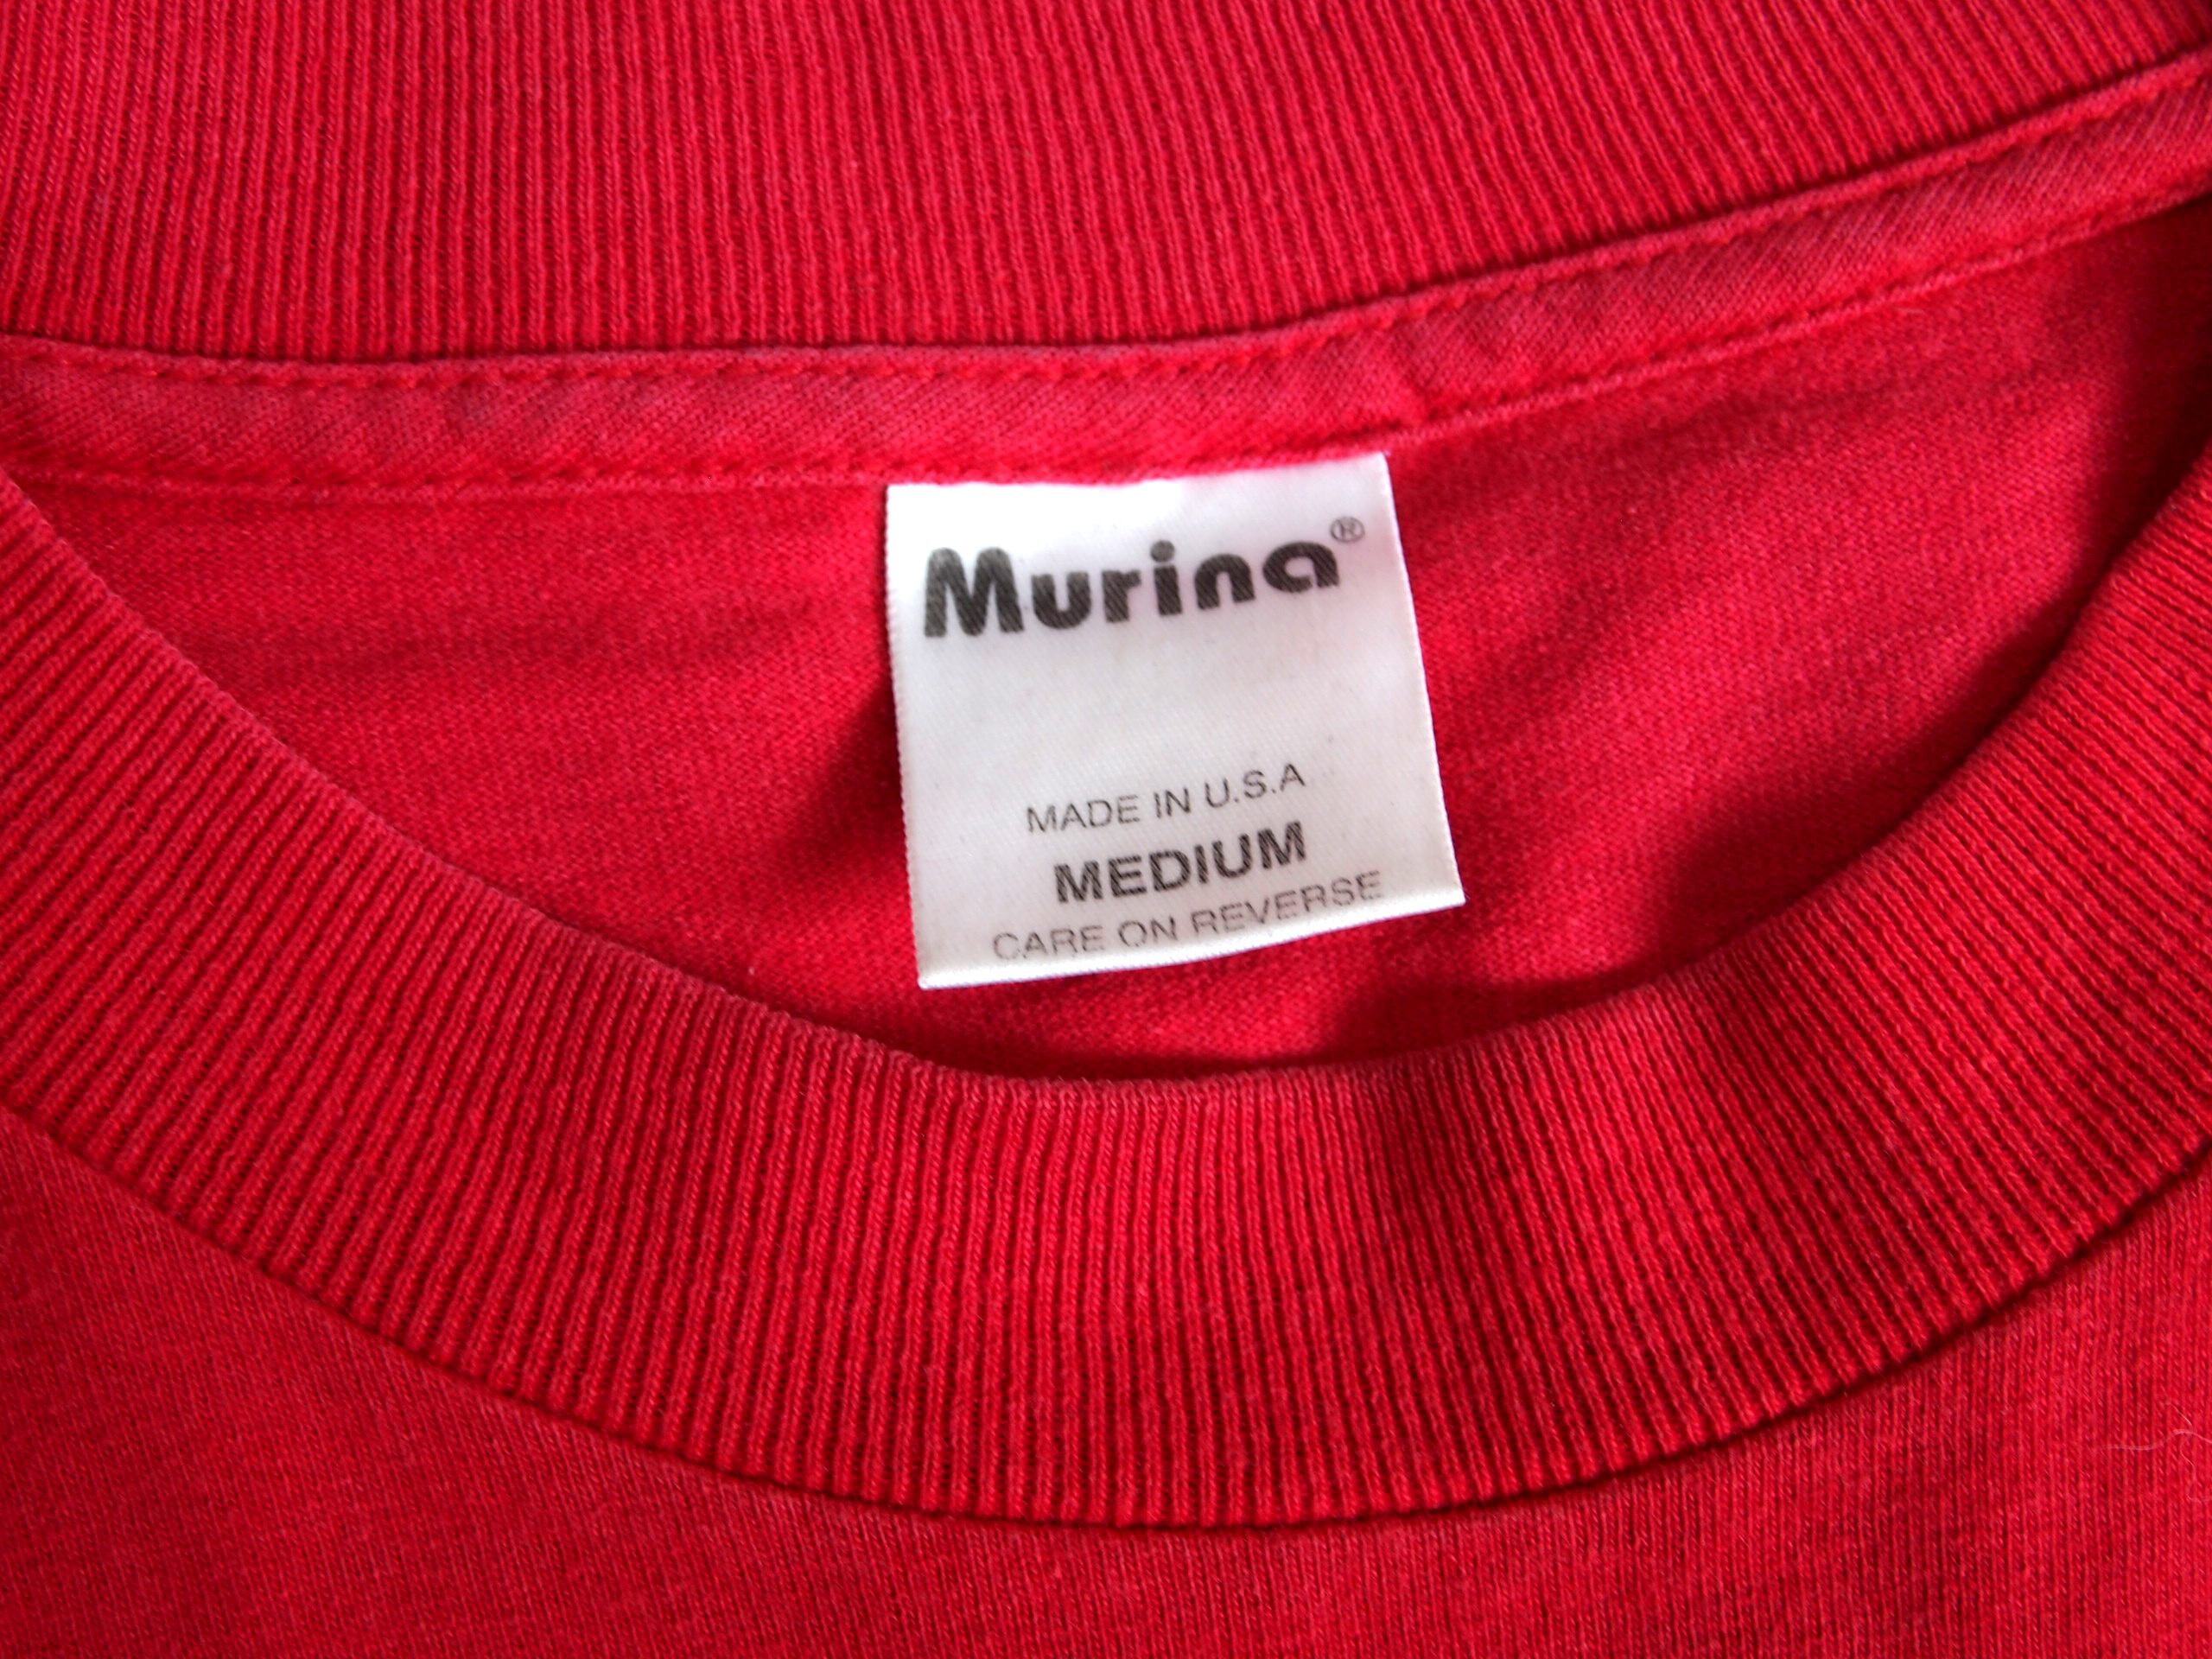 Murina®
MADE IN U.S.A
MEDIUM
CARE ON REVERSE